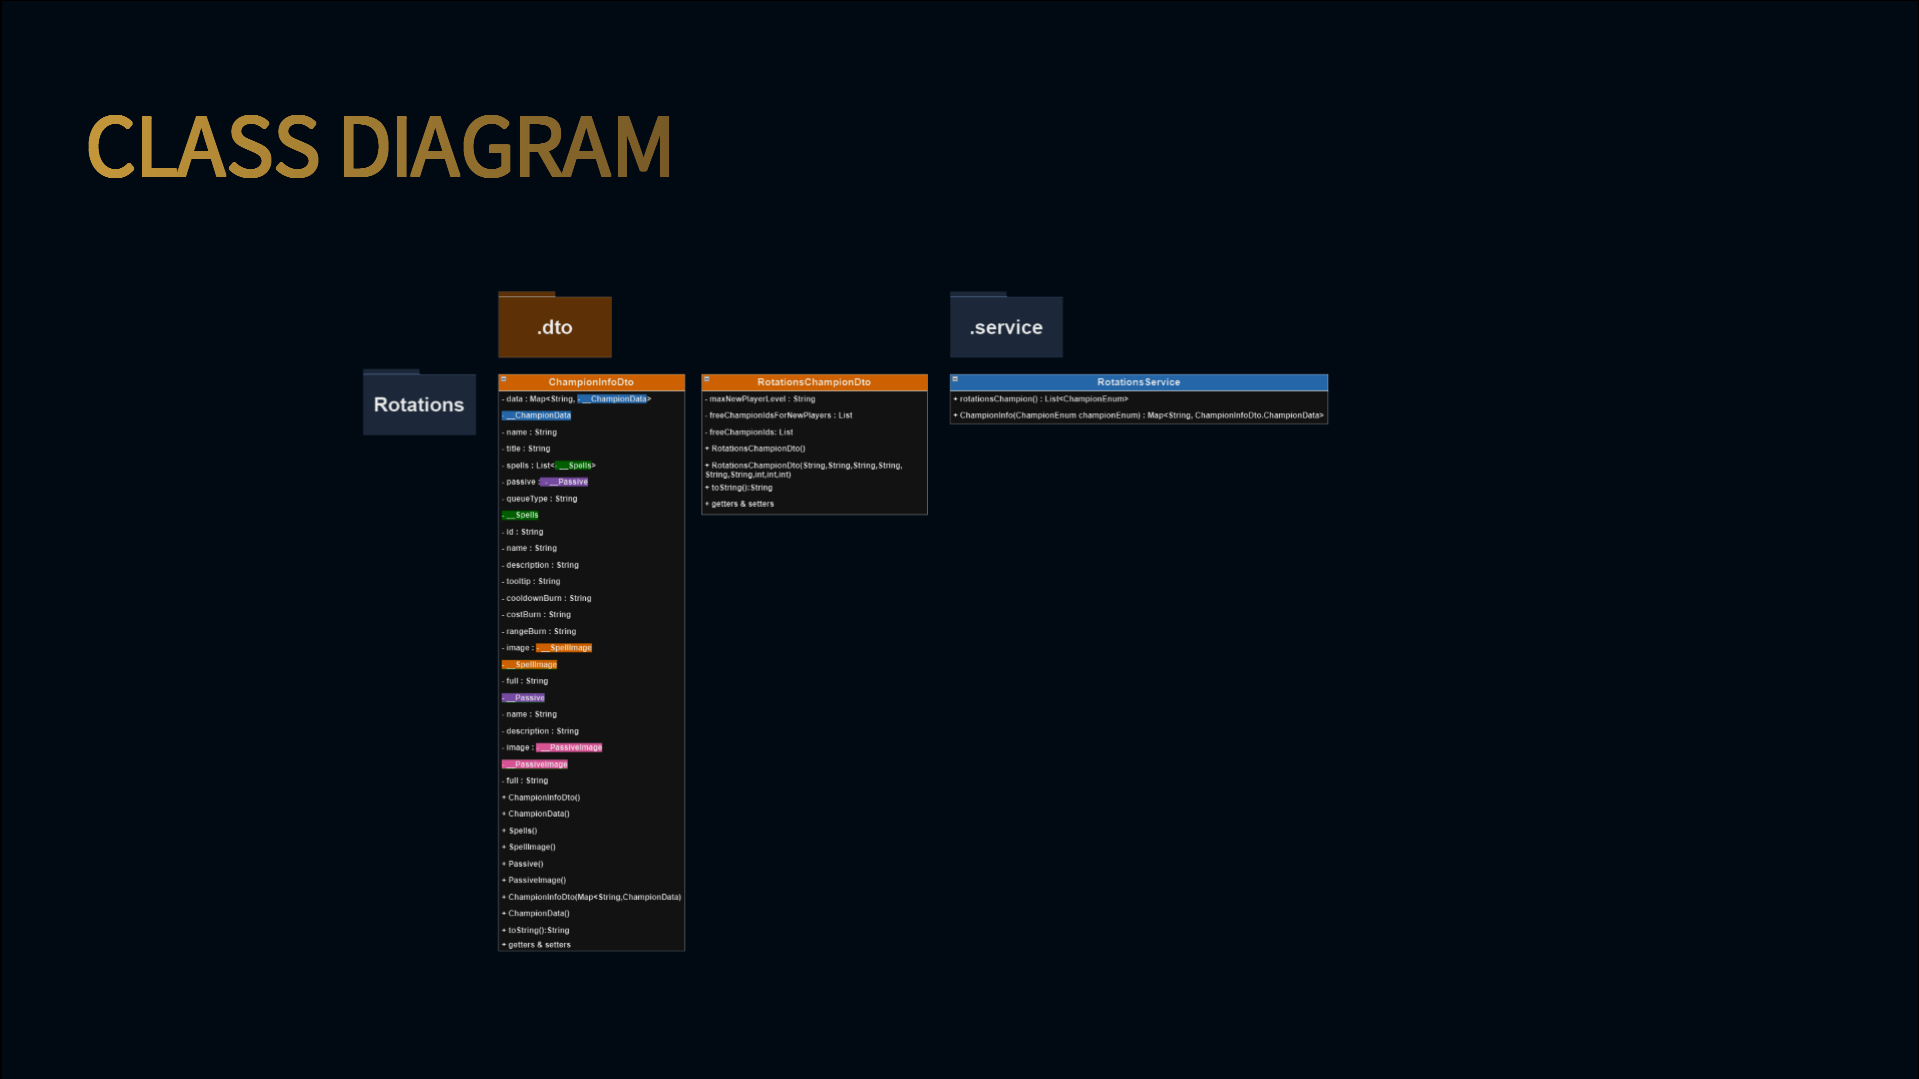 CLASS DIAGRAM
.dto
.service
Rotations
ChampionInfoDto
- data : Map<String, - __ChampionData>
- __ChampionData
- name : String
- title : String
- spells : List<- __Spells>
- passive : - __Passive
- queueType : String
- __Spells
- id : String
- name : String
- description : String
- tooltip : String
- cooldownBurn : String
- costBurn : String
- rangeBurn : String
- image : - __SpellImage
- __SpellImage
- full : String
- __Passive
- name : String
- description : String
- image : - __PassiveImage
- __PassiveImage
- full : String
+ ChampionInfoDto()
+ ChampionData()
+ Spells()
+ SpellImage()
+ Passive()
+ PassiveImage()
+ ChampionInfoDto(Map<String,ChampionData)
+ ChampionData()
+ toString():String
+ getters & setters
RotationsChampionDto
- maxNewPlayerLevel : String
- freeChampionIdsForNewPlayers : List
- freeChampionIds: List
+ RotationsChampionDto()
+ RotationsChampionDto(String,String,String,String,
String,String,int,int,int)
+ toString():String
+ getters & setters
RotationsService
+ rotationsChampion() : List<ChampionEnum>
+ ChampionInfo(ChampionEnum championEnum) : Map<String, ChampionInfoDto.ChampionData>